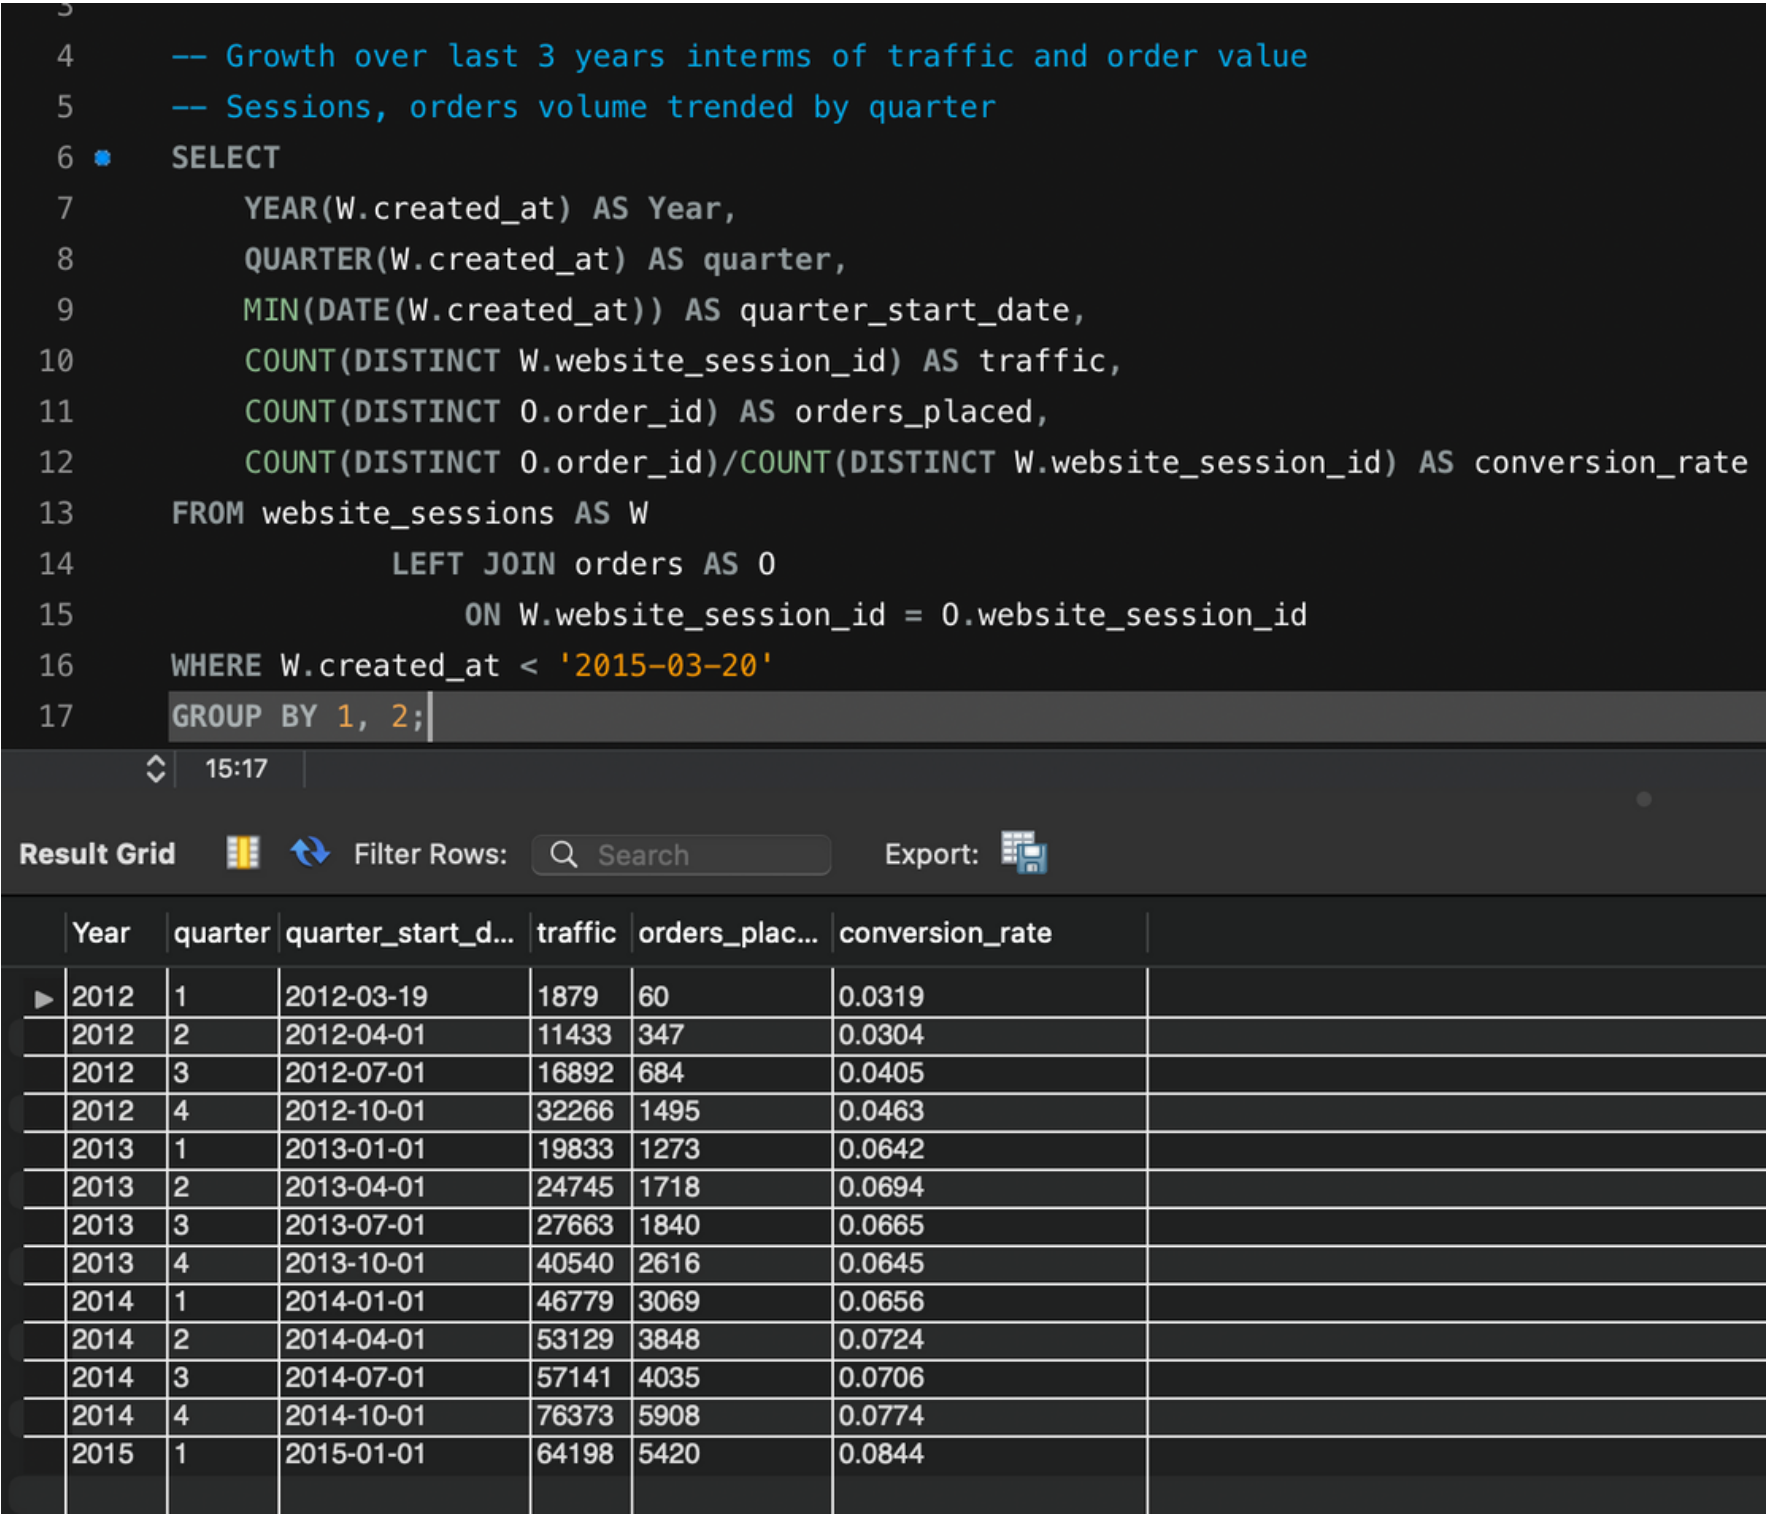 3
4 -- Growth over last 3 years interms of traffic and order value
5 -- Sessions, orders volume trended by quarter
6 SELECT
7 YEAR(W.created_at) AS Year,
8 QUARTER(W.created_at) AS quarter,
9 MIN(DATE(W.created_at)) AS quarter_start_date,
10 COUNT(DISTINCT W.website_session_id) AS traffic,
11 COUNT(DISTINCT O.order_id) AS orders_placed,
12 COUNT(DISTINCT O.order_id)/COUNT(DISTINCT W.website_session_id) AS conversion_rate
13 FROM website_sessions AS W
14 LEFT JOIN orders AS O
15 ON W.website_session_id = O.website_session_id
16 WHERE W.created_at < '2015-03-20'
17 GROUP BY 1, 2;
15:17
Result Grid Filter Rows: Search Export:
Year quarter quarter_start_d... traffic orders_plac... conversion_rate
2012 1 2012-03-19 1879 60 0.0319
2012 2 2012-04-01 11433 347 0.0304
2012 3 2012-07-01 16892 684 0.0405
2012 4 2012-10-01 32266 1495 0.0463
2013 1 2013-01-01 19833 1273 0.0642
2013 2 2013-04-01 24745 1718 0.0694
2013 3 2013-07-01 27663 1840 0.0665
2013 4 2013-10-01 40540 2616 0.0645
2014 1 2014-01-01 46779 3069 0.0656
2014 2 2014-04-01 53129 3848 0.0724
2014 3 2014-07-01 57141 4035 0.0706
2014 4 2014-10-01 76373 5908 0.0774
2015 1 2015-01-01 64198 5420 0.0844